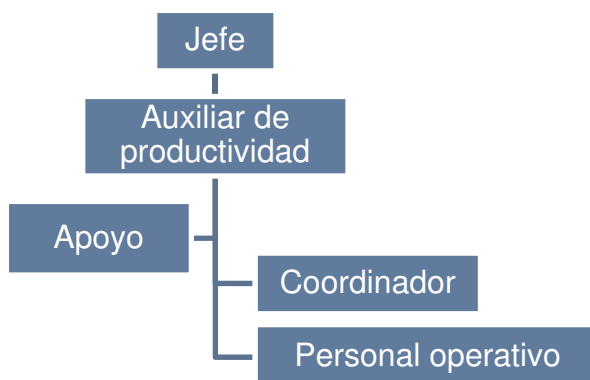 Jefe
Auxiliar de
productividad
Apoyo
Coordinador
Personal operativo